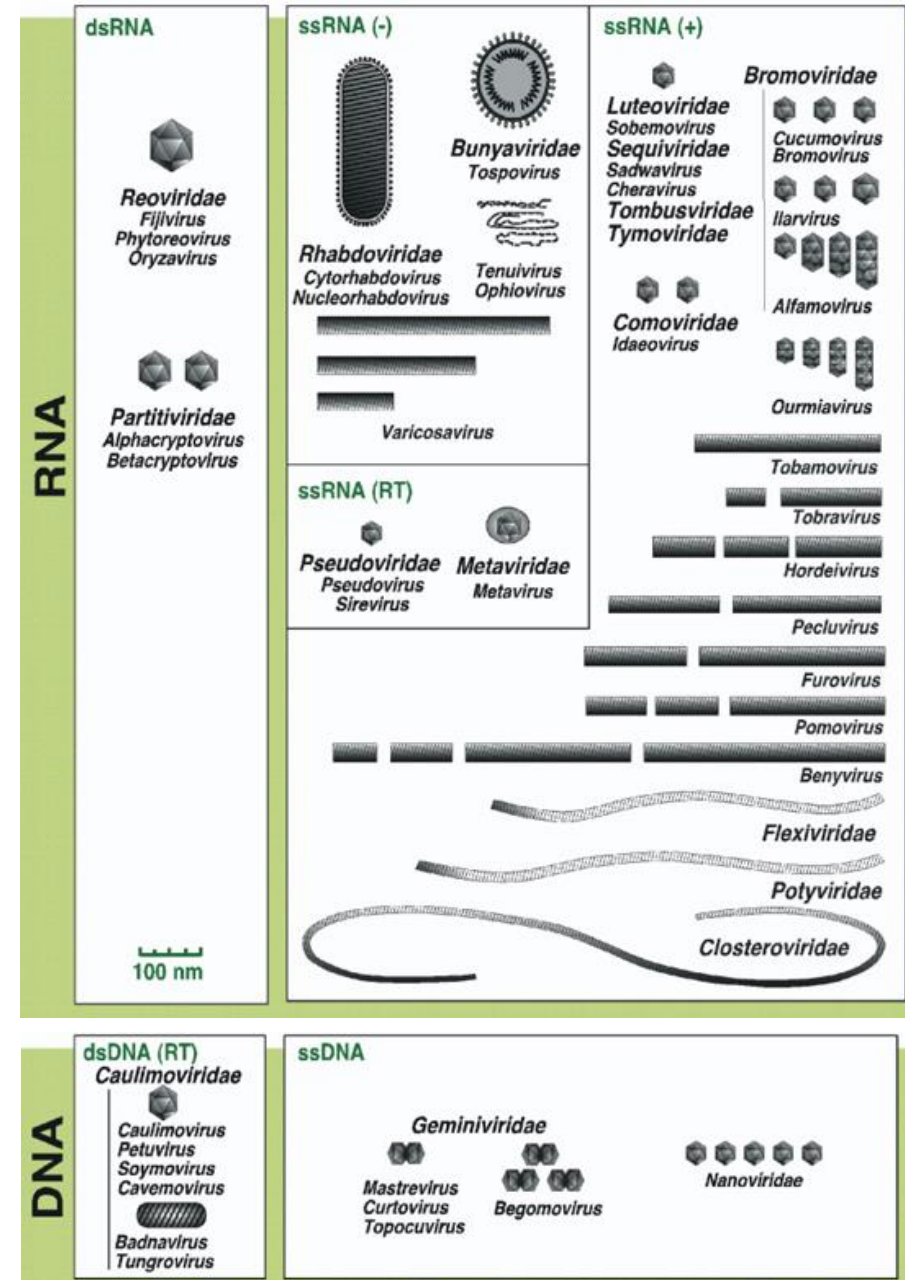 RNA
dsRNA
Reoviridae
Fijivirus
Phytoreovirus
Oryzavirus
Partitiviridae
Alphacryptovirus
Betacryptovirus
100 nm
ssRNA (-)
Rhabdoviridae
Cytorhabdovirus
Nucleorhabdovirus
Bunyaviridae
Tospovirus
Tenuivirus
Ophiovirus
Varicosavirus
ssRNA (RT)
Pseudoviridae
Pseudovirus
Sirevirus
Metaviridae
Metavirus
ssRNA (+)
Luteoviridae
Sobemovirus
Sequiviridae
Sadwavirus
Cheravirus
Tombusviridae
Tymoviridae
Comoviridae
Idaeovirus
Bromoviridae
Cucumovirus
Bromovirus
Ilarvirus
Alfamovirus
Ourmiavirus
Tobamovirus
Tobravirus
Hordeivirus
Pecluvirus
Furovirus
Pomovirus
Benyvirus
Flexiviridae
Potyviridae
Closteroviridae
DNA
dsDNA (RT)
Caulimoviridae
Caulimovirus
Petuvirus
Soymovirus
Cavemovirus
Badnavirus
Tungrovirus
ssDNA
Geminiviridae
Mastrevirus
Curtovirus
Topocuvirus
Begomovirus
Nanoviridae